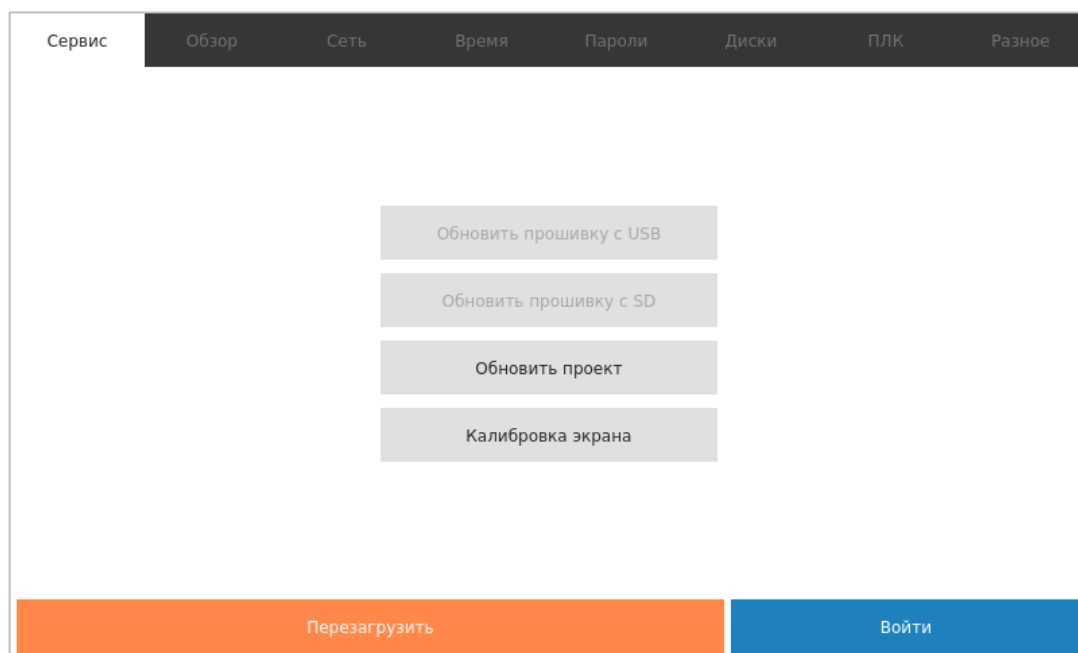 Сервис Обзор Сеть Время Пароли Диски ПЛК Разное
Обновить прошивку с USB
Обновить прошивку с SD
Обновить проект
Калибровка экрана
Перезагрузить Войти